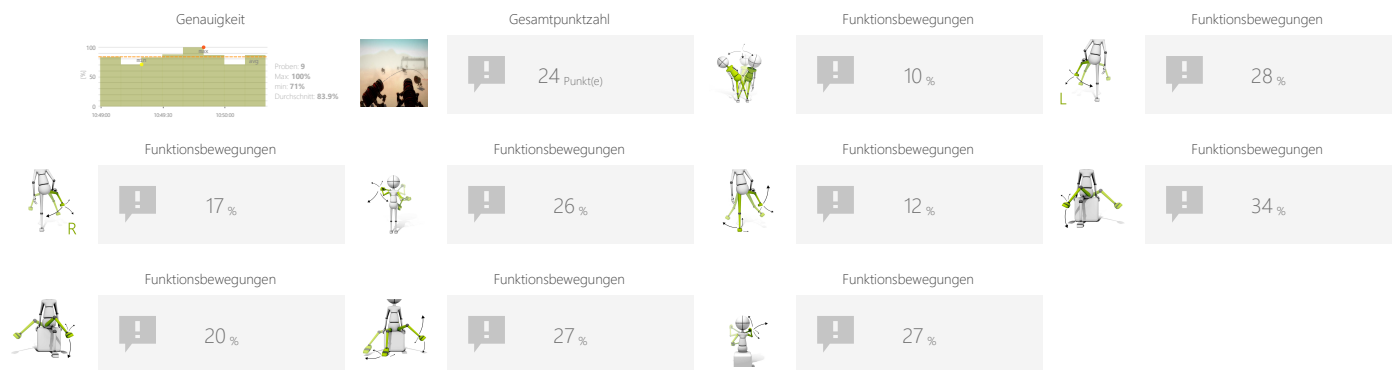 Genauigkeit
Gesamtpunktzahl
Funktionsbewegungen
Funktionsbewegungen
100
50
0
[%]
10:49:00
10:49:30
10:50:00
Proben: 9
Max: 100%
min: 71%
Durchschnitt: 83.9%
24 Punkt(e)
10 %
L
28 %
Funktionsbewegungen
Funktionsbewegungen
Funktionsbewegungen
Funktionsbewegungen
R
17 %
26 %
12 %
34 %
Funktionsbewegungen
Funktionsbewegungen
Funktionsbewegungen
20 %
27 %
27 %